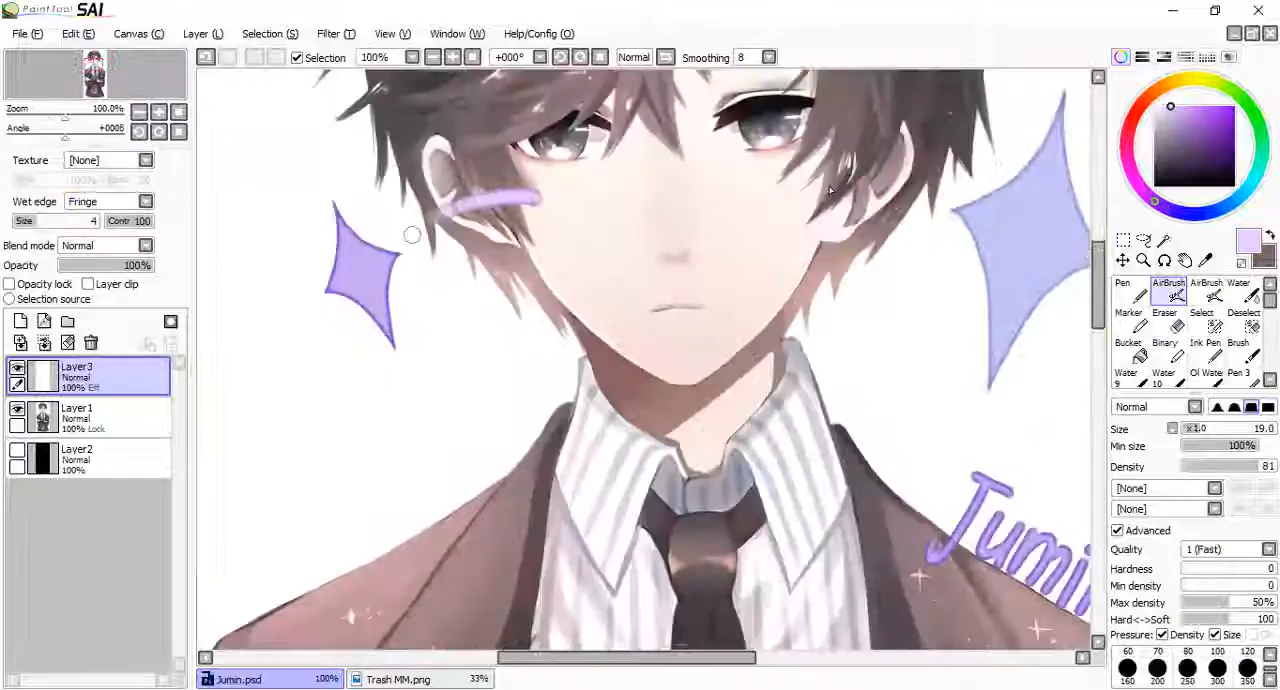 PaintTool SAI
File (F) Edit (E) Canvas (C) Layer (L) Selection (S) Filter (T) View (V) Window (W) Help/Config (O)
Selection 100% +000° Normal Smoothing 8
Zoom 100.0%
Angle +0008
Texture [None]
Wet edge Fringe
Size 4 Contr 100
Blend mode Normal
Opacity 100%
Opacity lock Layer clip
Selection source
Layer3
Normal
100% Eff
Layer1
Normal
100% Lock
Layer2
Normal
100%
Jumin
Pen AirBrush AirBrush Water
Marker Eraser Select Deselect
Bucket Binary Ink Pen Brush
Water 9 Water 10 Oil Wate Pen 3
Normal
Size x1.0 19.0
Min size 100%
Density 81
[None]
[None]
Advanced
Quality 1 (Fast)
Hardness 0
Min density 0
Max density 50%
Hard<->Soft 100
Pressure: Density Size
60 70 80 100 120
160 200 250 300 350
Jumin.psd 100% Trash MM.png 33%